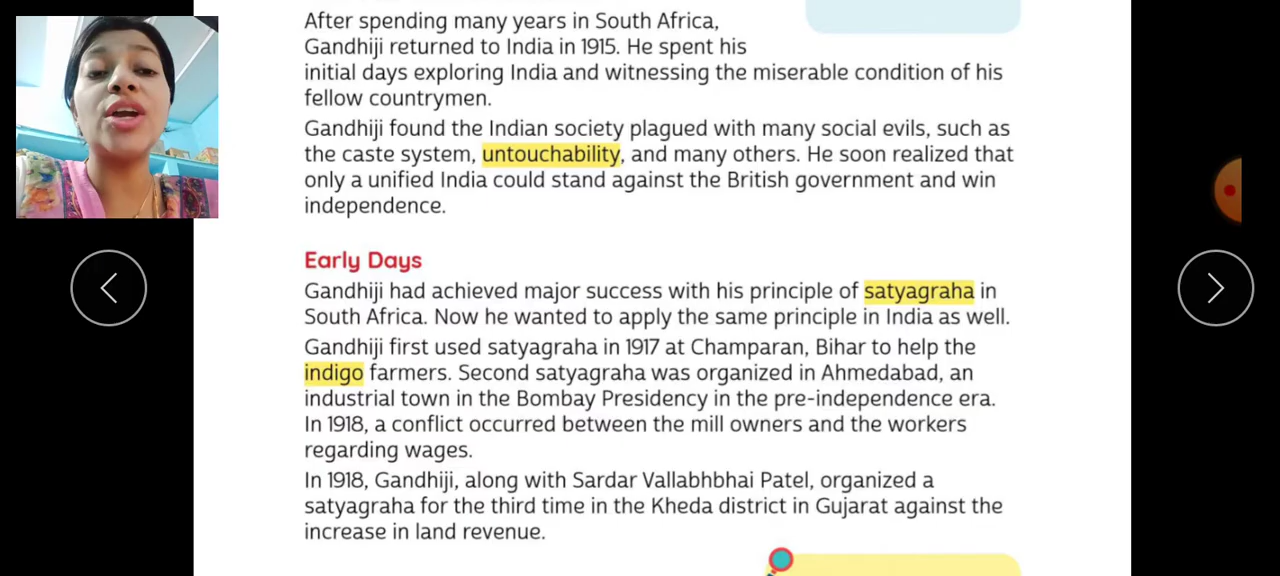 After spending many years in South Africa,
Gandhiji returned to India in 1915. He spent his
initial days exploring India and witnessing the miserable condition of his
fellow countrymen.
Gandhiji found the Indian society plagued with many social evils, such as
the caste system, untouchability, and many others. He soon realized that
only a unified India could stand against the British government and win
independence.
Early Days
Gandhiji had achieved major success with his principle of satyagraha in
South Africa. Now he wanted to apply the same principle in India as well.
Gandhiji first used satyagraha in 1917 at Champaran, Bihar to help the
indigo farmers. Second satyagraha was organized in Ahmedabad, an
industrial town in the Bombay Presidency in the pre-independence era.
In 1918, a conflict occurred between the mill owners and the workers
regarding wages.
In 1918, Gandhiji, along with Sardar Vallabhbhai Patel, organized a
satyagraha for the third time in the Kheda district in Gujarat against the
increase in land revenue.